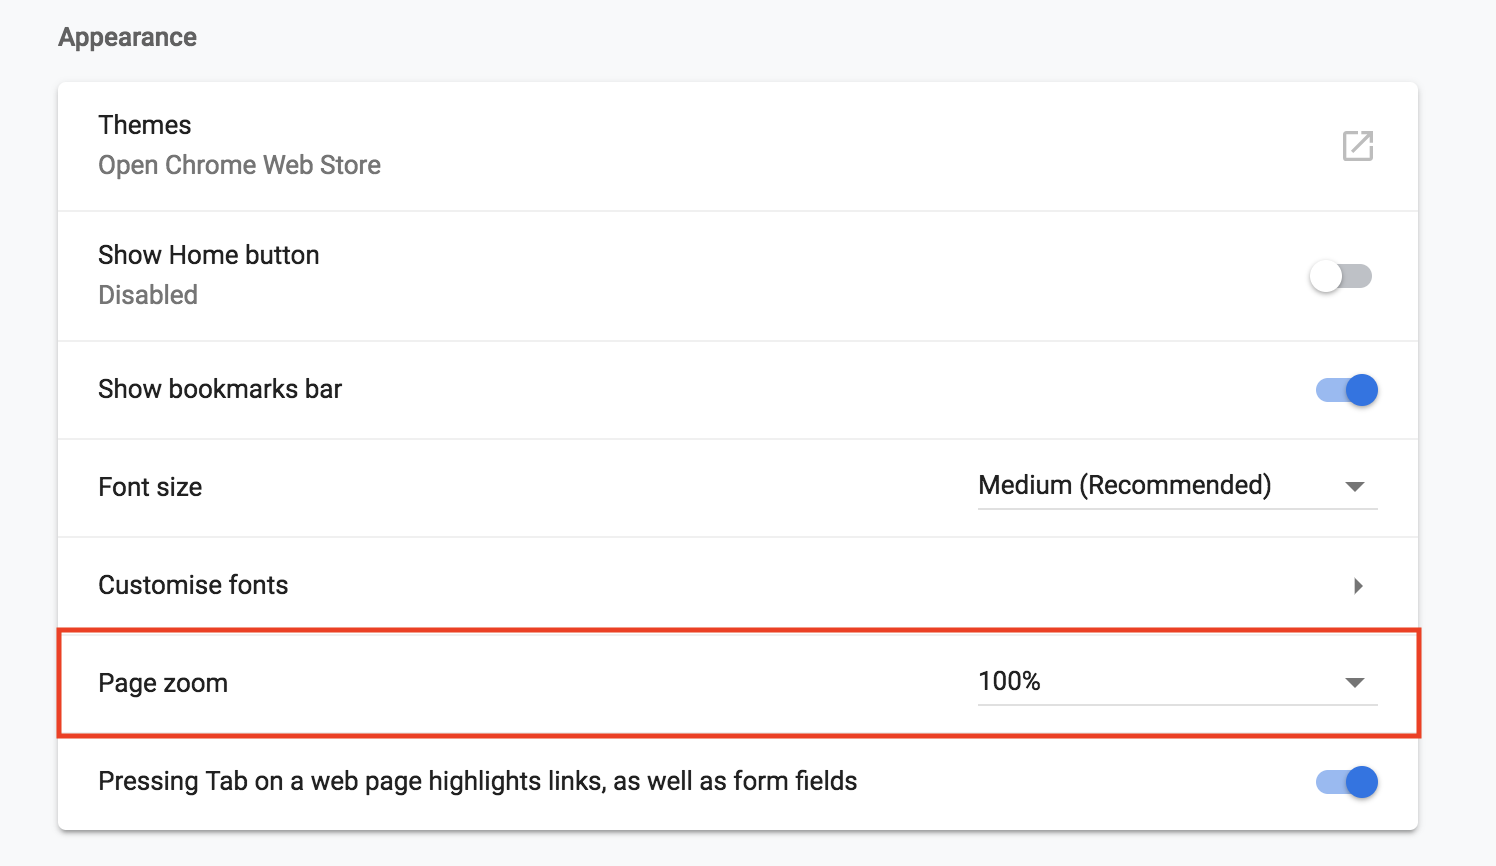 Appearance
Themes
Open Chrome Web Store
Show Home button
Disabled
Show bookmarks bar
Font size
Medium (Recommended)
Customise fonts
Page zoom
100%
Pressing Tab on a web page highlights links, as well as form fields